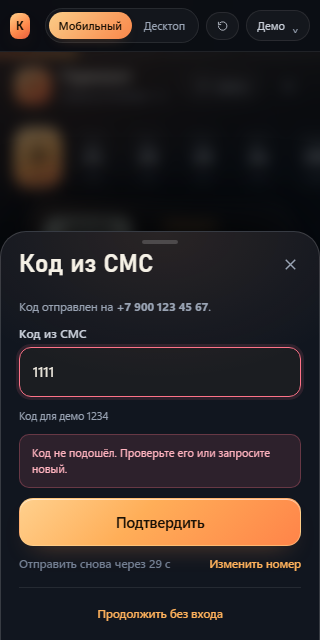 K
Мобильный
Десктоп
Демо
Код из СМС
Код отправлен на +7 900 123 45 67.
Код из СМС
1111
Код для демо 1234
Код не подошёл. Проверьте его или запросите
новый.
Подтвердить
Отправить снова через 29 с
Изменить номер
Продолжить без входа